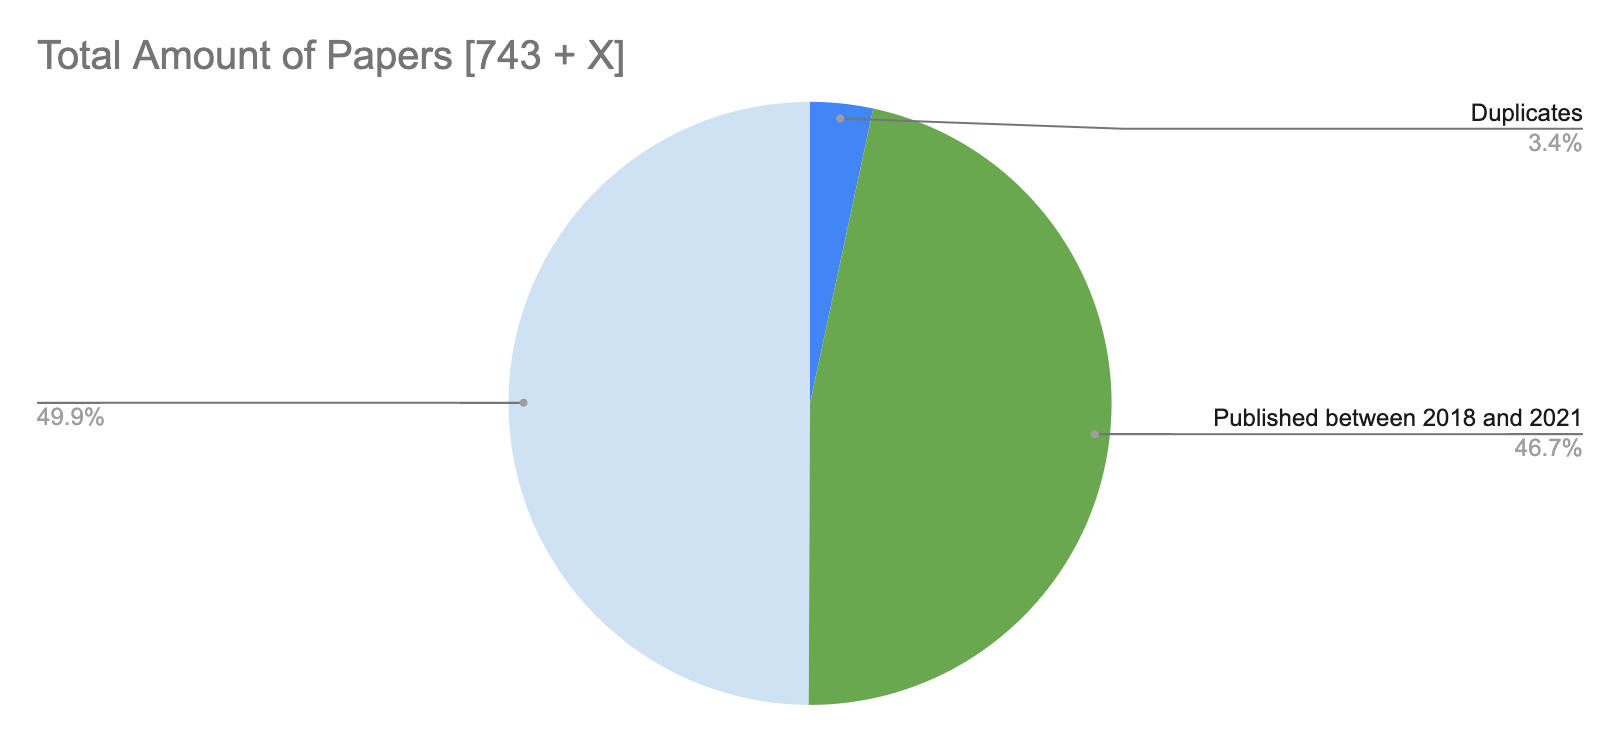 Total Amount of Papers [743 + X]
Duplicates
3.4%
49.9%
Published between 2018 and 2021
46.7%